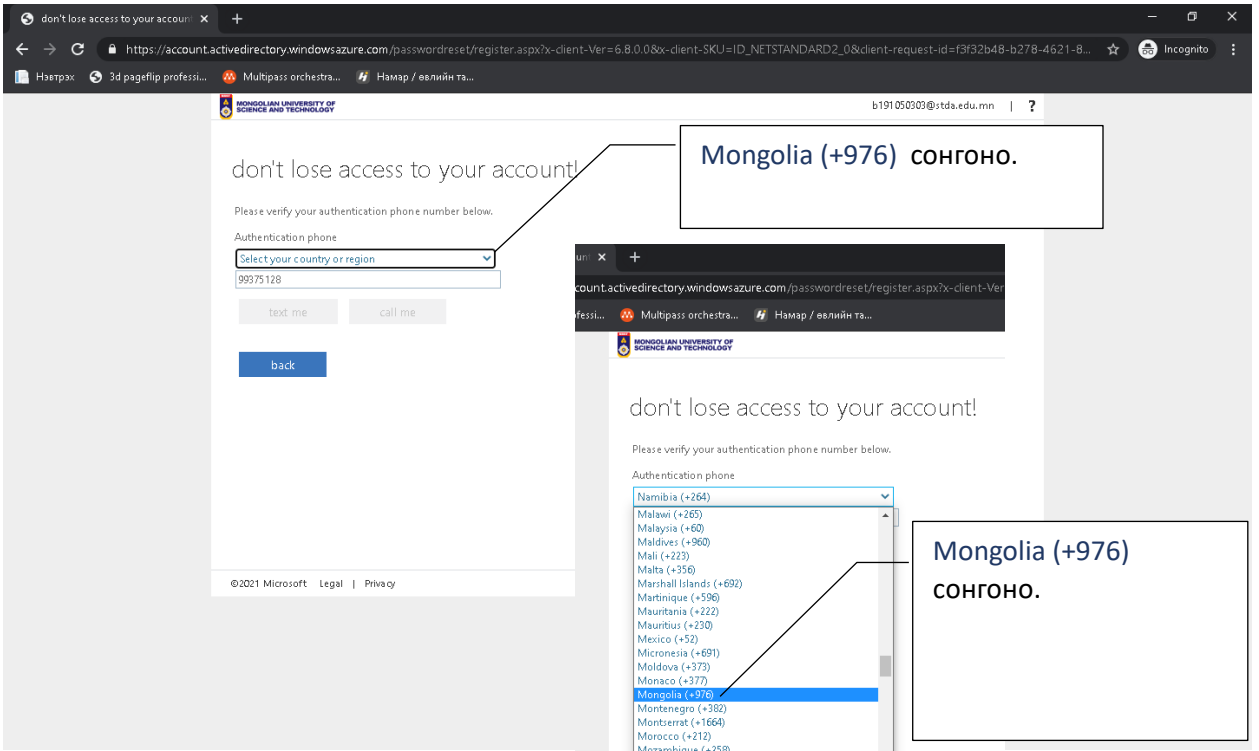 don't lose access to your accoun
https://account.activedirectory.windowsazure.com/passwordreset/register.aspx?x-client-Ver=6.8.0.0&x-client-SKU=ID_NETSTANDARD2_0&client-request-id=f3f32b48-b278-4621-8...
Incognito
Нэвтрэх
3d pageflip professi...
Multipass orchestra...
Намар / өвлийн та...
MONGOLIAN UNIVERSITY OF
SCIENCE AND TECHNOLOGY
b191050303@stda.edu.mn | ?
don't lose access to your account!
Please verify your authentication phone number below.
Authentication phone
Select your country or region
99375128
text me
call me
back
©2021 Microsoft Legal | Privacy
Mongolia (+976) сонгоно.
count.activedirectory.windowsazure.com/passwordreset/register.aspx?x-client-Ver
fessi...
Multipass orchestra...
Намар / өвлийн та...
MONGOLIAN UNIVERSITY OF
SCIENCE AND TECHNOLOGY
don't lose access to your account!
Please verify your authentication phone number below.
Authentication phone
Namibia (+264)
Malawi (+265)
Malaysia (+60)
Maldives (+960)
Mali (+223)
Malta (+356)
Marshall Islands (+692)
Martinique (+596)
Mauritania (+222)
Mauritius (+230)
Mexico (+52)
Micronesia (+691)
Moldova (+373)
Monaco (+377)
Mongolia (+976)
Montenegro (+382)
Montserrat (+1664)
Morocco (+212)
Mozambique (+258)
Mongolia (+976)
сонгоно.